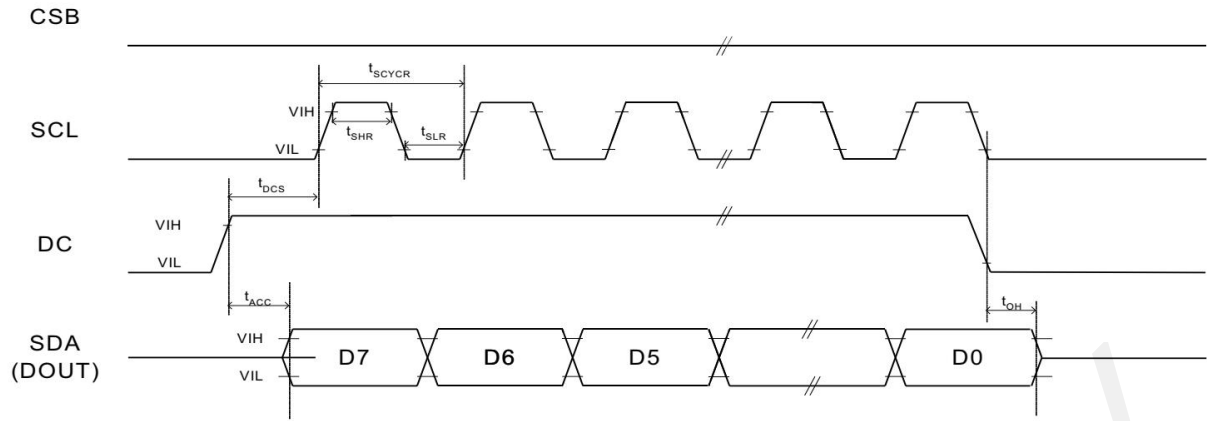 CSB
tSCYCR
VIH
SCL
tSHR
tSLR
VIL
tDCS
VIH
DC
VIL
tACC
tOH
VIH
SDA
(DOUT)
D7
D6
D5
D0
VIL